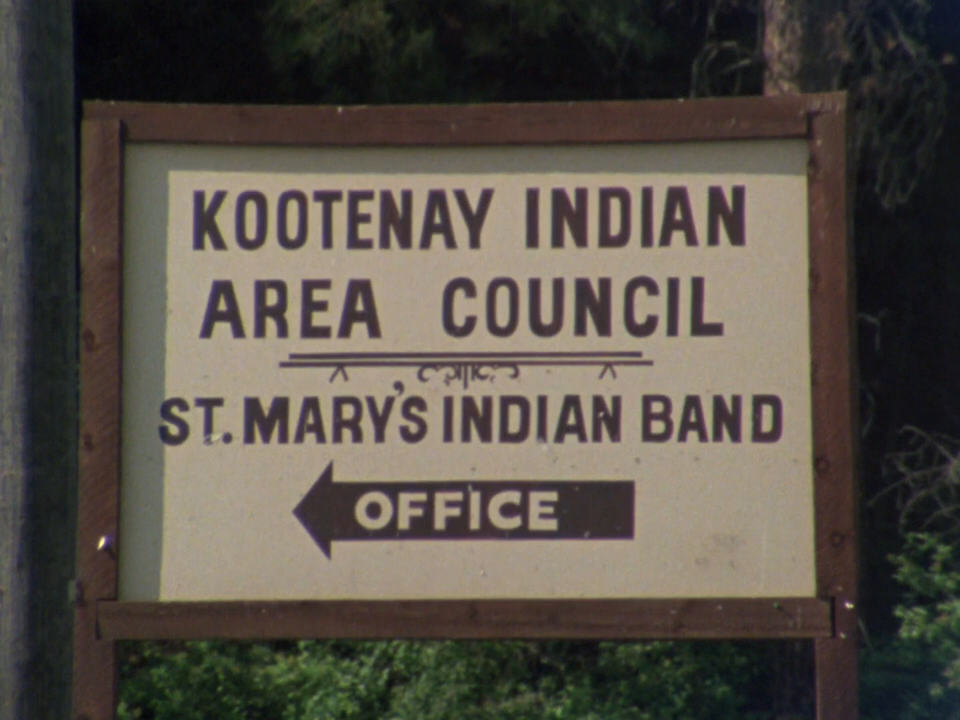 KOOTENAY INDIAN
AREA COUNCIL
ST. MARY'S INDIAN BAND
OFFICE